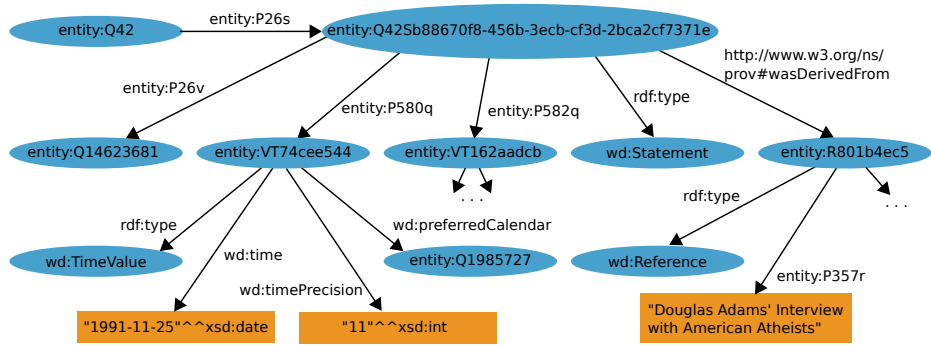 entity:P26s
entity:Q42
entity:Q42Sb88670f8-456b-3ecb-cf3d-2bca2cf7371e
http://www.w3.org/ns/
prov#wasDerivedFrom
entity:P26v
rdf:type
entity:P580q
entity:P582q
entity:Q14623681
entity:VT74cee544
entity:VT162aadcb
wd:Statement
entity:R801b4ec5
. . .
. . .
rdf:type
rdf:type
wd:preferredCalendar
wd:time
wd:TimeValue
entity:Q1985727
wd:Reference
entity:P357r
wd:timePrecision
"1991-11-25"^^xsd:date
"11"^^xsd:int
"Douglas Adams' Interview
with American Atheists"